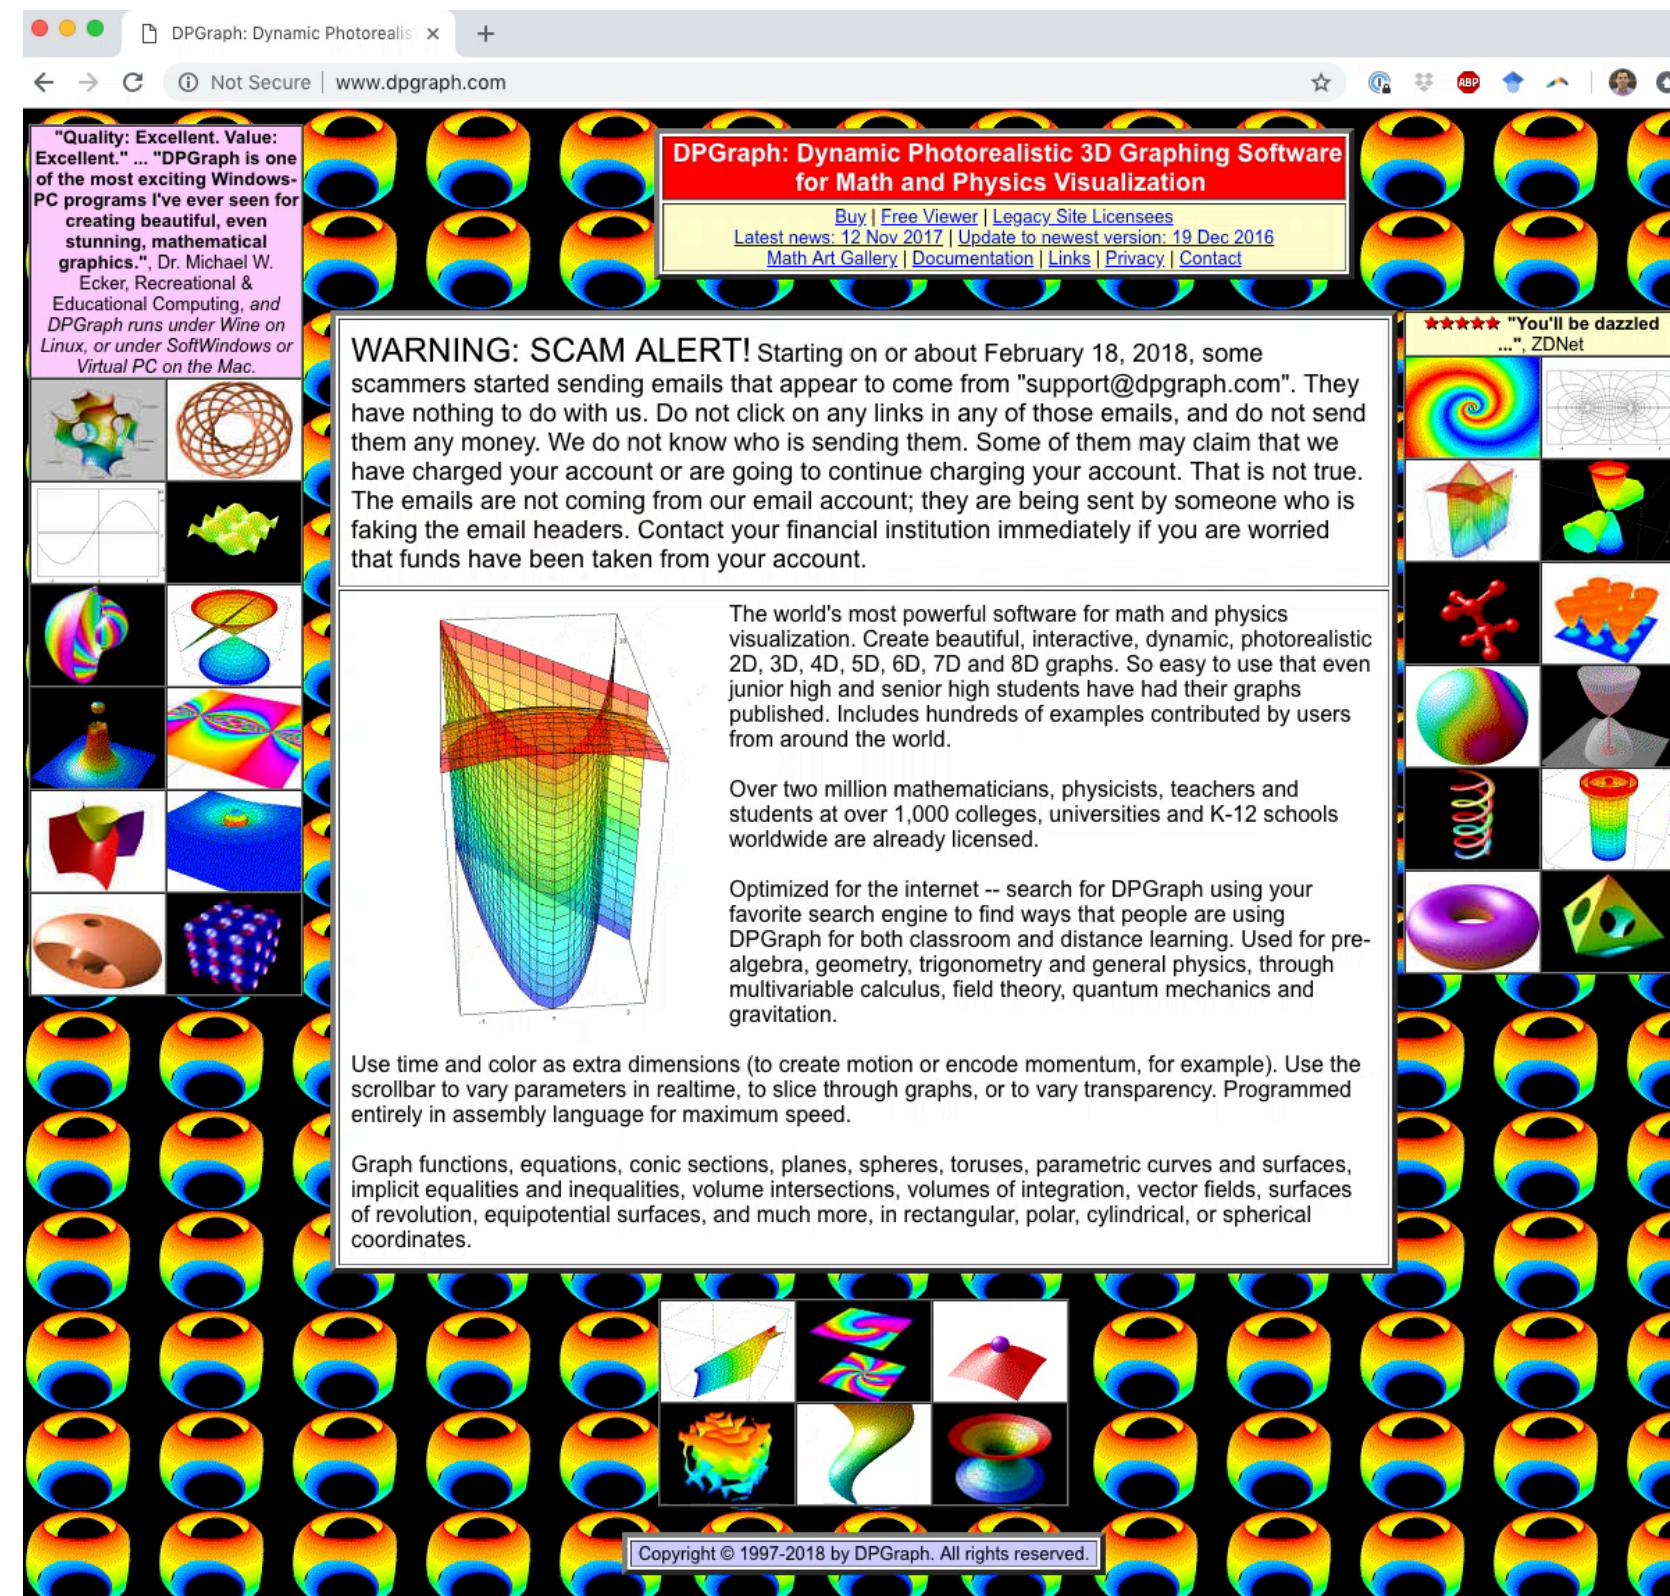 DPGraph: Dynamic Photorealis
Not Secure | www.dpgraph.com
ABP
"Quality: Excellent. Value:
Excellent." ... "DPGraph is one
of the most exciting Windows-
PC programs I've ever seen for
creating beautiful, even
stunning, mathematical
graphics.", Dr. Michael W.
Ecker, Recreational &
Educational Computing, and
DPGraph runs under Wine on
Linux, or under SoftWindows or
Virtual PC on the Mac.
DPGraph: Dynamic Photorealistic 3D Graphing Software
for Math and Physics Visualization
Buy | Free Viewer | Legacy Site Licensees
Latest news: 12 Nov 2017 | Update to newest version: 19 Dec 2016
Math Art Gallery | Documentation | Links | Privacy | Contact
WARNING: SCAM ALERT! Starting on or about February 18, 2018, some
scammers started sending emails that appear to come from "support@dpgraph.com". They
have nothing to do with us. Do not click on any links in any of those emails, and do not send
them any money. We do not know who is sending them. Some of them may claim that we
have charged your account or are going to continue charging your account. That is not true.
The emails are not coming from our email account; they are being sent by someone who is
faking the email headers. Contact your financial institution immediately if you are worried
that funds have been taken from your account.
The world's most powerful software for math and physics
visualization. Create beautiful, interactive, dynamic, photorealistic
2D, 3D, 4D, 5D, 6D, 7D and 8D graphs. So easy to use that even
junior high and senior high students have had their graphs
published. Includes hundreds of examples contributed by users
from around the world.
Over two million mathematicians, physicists, teachers and
students at over 1,000 colleges, universities and K-12 schools
worldwide are already licensed.
Optimized for the internet -- search for DPGraph using your
favorite search engine to find ways that people are using
DPGraph for both classroom and distance learning. Used for pre-
algebra, geometry, trigonometry and general physics, through
multivariable calculus, field theory, quantum mechanics and
gravitation.
Use time and color as extra dimensions (to create motion or encode momentum, for example). Use the
scrollbar to vary parameters in realtime, to slice through graphs, or to vary transparency. Programmed
entirely in assembly language for maximum speed.
Graph functions, equations, conic sections, planes, spheres, toruses, parametric curves and surfaces,
implicit equalities and inequalities, volume intersections, volumes of integration, vector fields, surfaces
of revolution, equipotential surfaces, and much more, in rectangular, polar, cylindrical, or spherical
coordinates.
★★★★★ "You'll be dazzled
...", ZDNet
Copyright © 1997-2018 by DPGraph. All rights reserved.